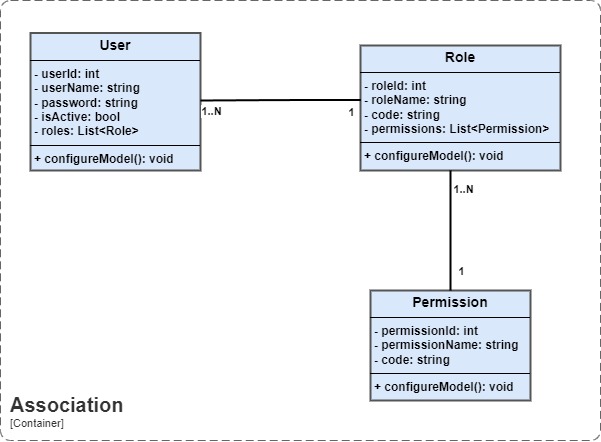 User
- userId: int
- userName: string
- password: string
- isActive: bool
- roles: List<Role>
+ configureModel(): void
1..N
1
Role
- roleId: int
- roleName: string
- code: string
- permissions: List<Permission>
+ configureModel(): void
1..N
1
Permission
- permissionId: int
- permissionName: string
- code: string
+ configureModel(): void
Association
[Container]